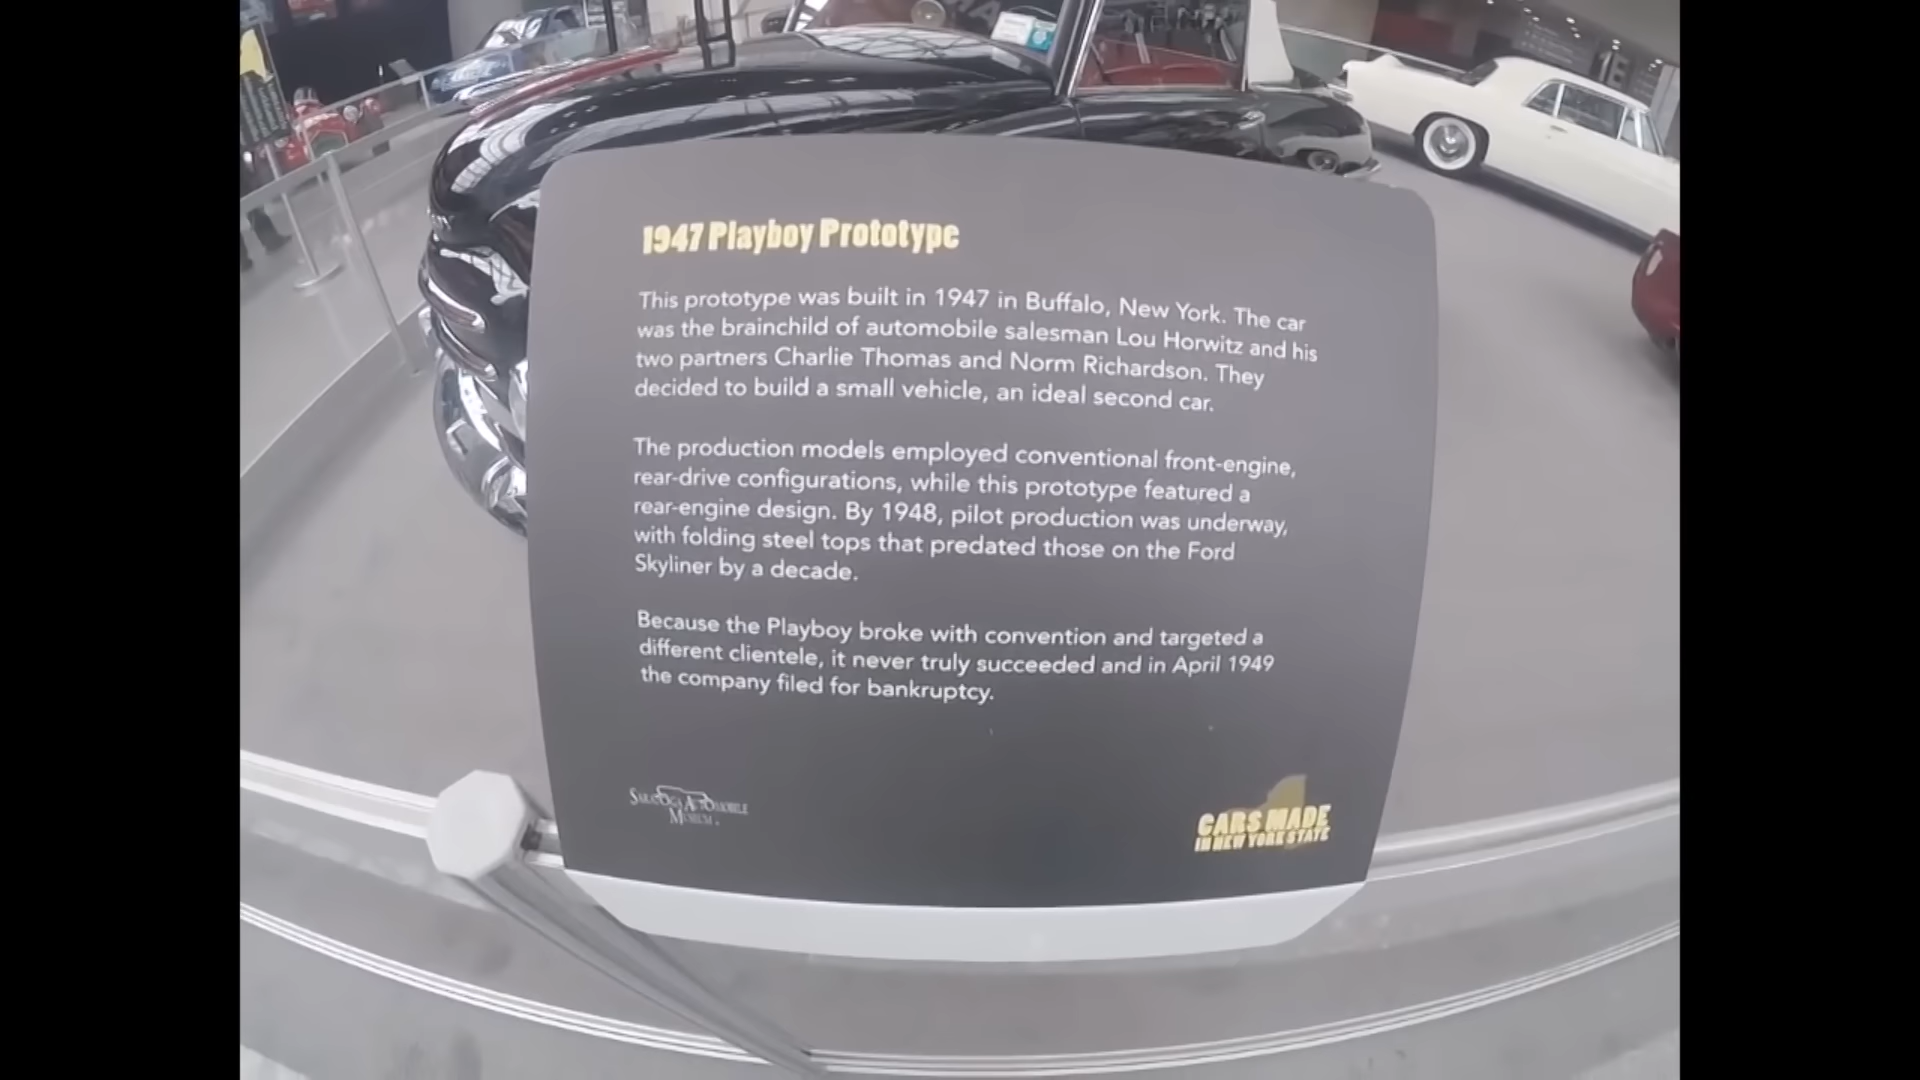 1947 Playboy Prototype
This prototype was built in 1947 in Buffalo, New York. The car
was the brainchild of automobile salesman Lou Horwitz and his
two partners Charlie Thomas and Norm Richardson. They
decided to build a small vehicle, an ideal second car.
The production models employed conventional front-engine,
rear-drive configurations, while this prototype featured a
rear-engine design. By 1948, pilot production was underway,
with folding steel tops that predated those on the Ford
Skyliner by a decade.
Because the Playboy broke with convention and targeted a
different clientele, it never truly succeeded and in April 1949
the company filed for bankruptcy.
SARATOGA AUTOMOBILE
MUSEUM
CARS MADE
IN NEW YORK STATE